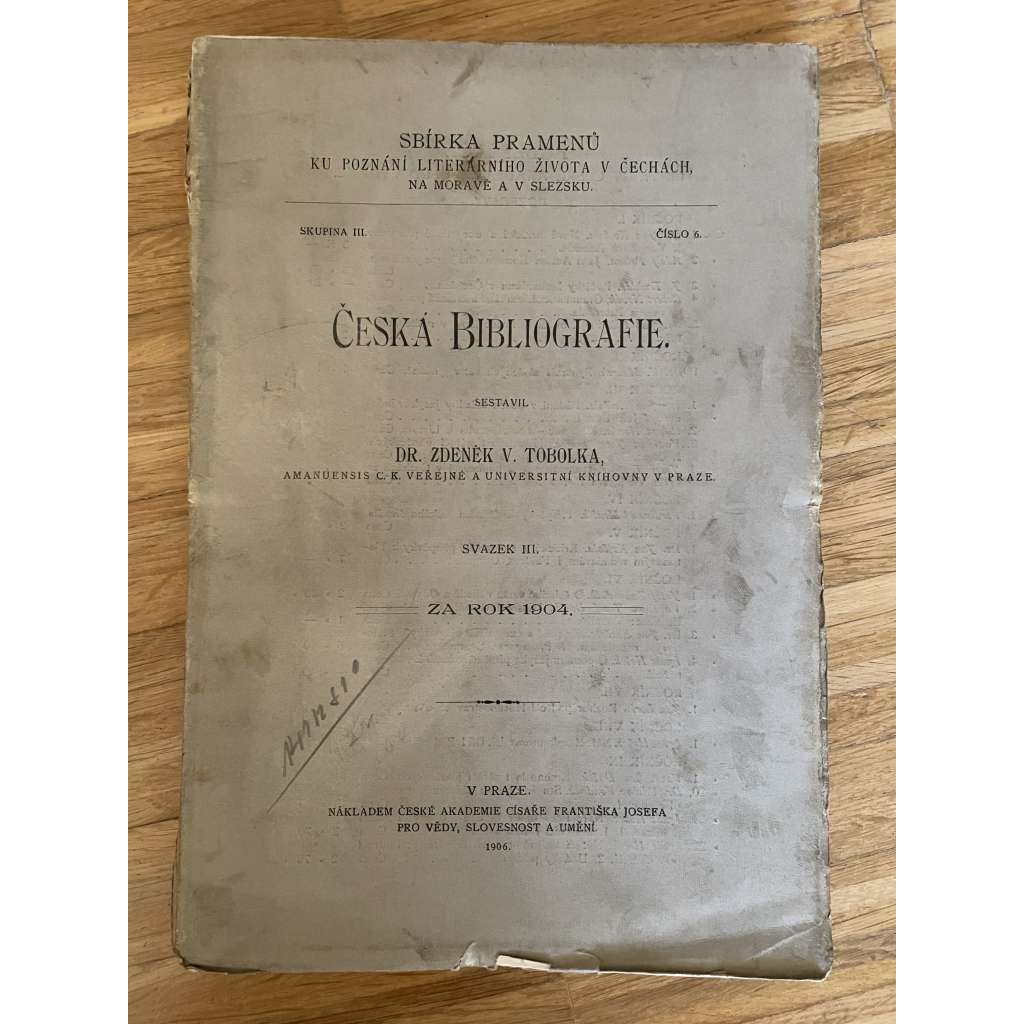 SBÍRKA PRAMENŮ
KU POZNÁNÍ LITERÁRNÍHO ŽIVOTA V ČECHÁCH,
NA MORAVĚ A V SLEZSKU.
SKUPINA III.
ČÍSLO 6.
ČESKÁ BIBLIOGRAFIE.
SESTAVIL
DR. ZDENĚK V. TOBOLKA,
AMANUENSIS C. K. VEŘEJNÉ A UNIVERSITNÍ KNIHOVNY V PRAZE.
SVAZEK III.
ZA ROK 1904.
V PRAZE.
NÁKLADEM ČESKÉ AKADEMIE CÍSAŘE FRANTIŠKA JOSEFA
PRO VĚDY, SLOVESNOST A UMĚNÍ
1906.